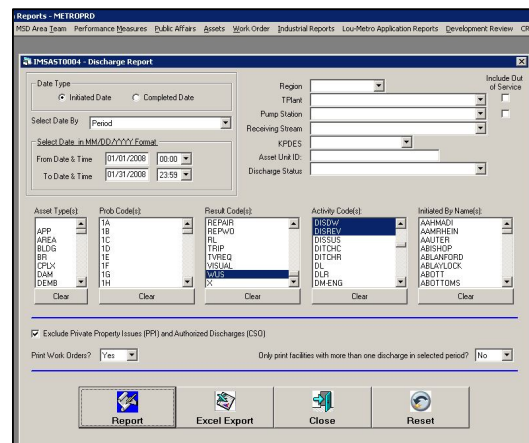 Reports - METROPRD
MSD Area Team Performance Measures Public Affairs Assets Work Order Industrial Reports Lou-Metro Application Reports Development Review CR
IMSAST0004 - Discharge Report
Date Type
Initiated Date Completed Date
Select Date By Period
Select Date in MM/DD/YYYY Format
From Date & Time 01/01/2008 00:00
To Date & Time 01/31/2008 23:59
Region
Include Out of Service
TPlant
Pump Station
Receiving Stream
KPDES
Asset Unit ID:
Discharge Status
Asset Type(s):
APP
AREA
BLDG
BR
CPLX
DAM
DEMB
Clear
Prob Code(s):
1A
1B
1C
1D
1E
1F
1G
1H
Clear
Result Code(s):
REPAIR
REPWO
RL
TRIP
TVREQ
VISUAL
WUS
X
Clear
Activity Code(s):
DISDW
DISREV
DISSUS
DITCHC
DITCHR
DL
DLR
DM-ENG
Clear
Initiated By Name(s):
AAHMADI
AAMRHEIN
AAUTER
ABISHOP
ABLANFORD
ABLAYLOCK
ABOTT
ABOTTOMS
Clear
Exclude Private Property Issues (PPI) and Authorized Discharges (CSO)
Print Work Orders? Yes
Only print facilities with more than one discharge in selected period? No
Report
Excel Export
Close
Reset